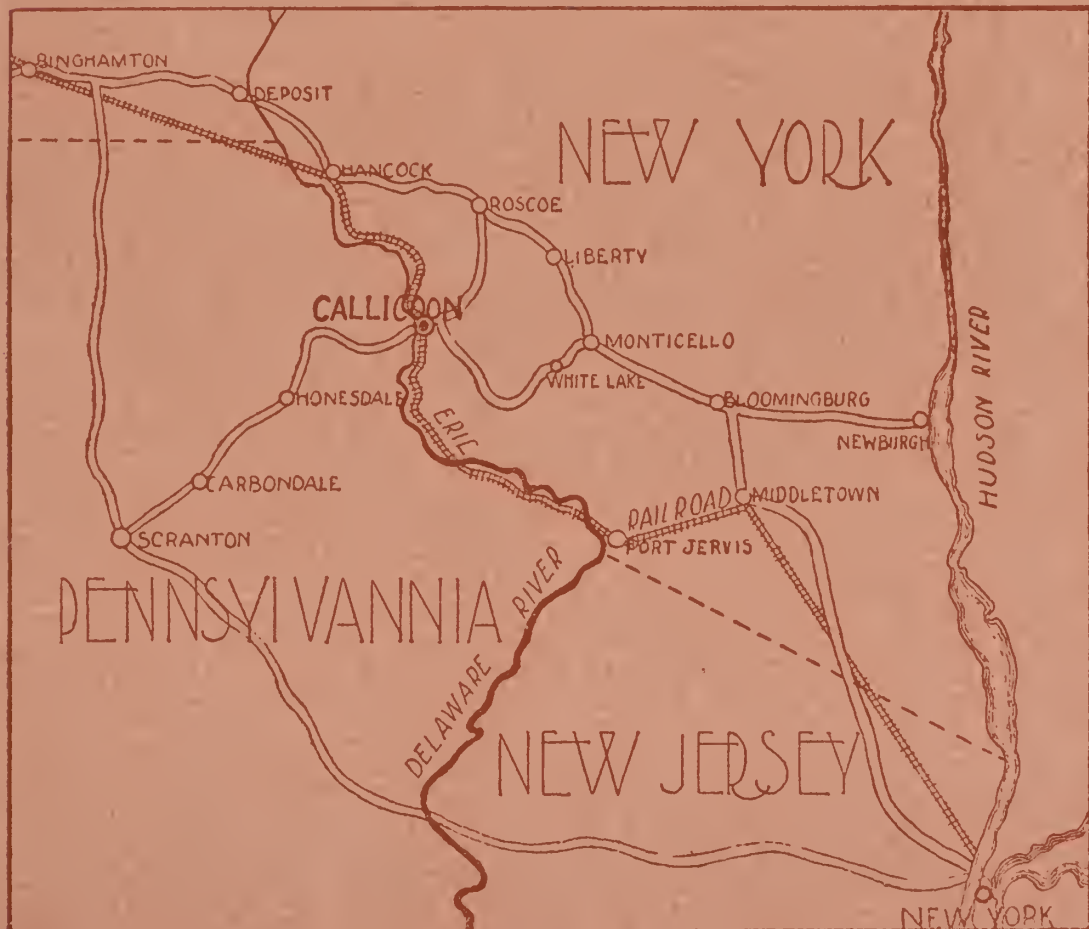 BINGHAMTON
DEPOSIT
NEW YORK
HANCOCK
ROSCOE
LIBERTY
CALLICOON
MONTICELLO
WHITE LAKE
HONESDALE
BLOOMINGBURG
NEWBURGH
HUDSON RIVER
ERIE
RAILROAD
CARBONDALE
MIDDLETOWN
SCRANTON
PORT JERVIS
PENNSYLVANNIA
DELAWARE RIVER
NEW JERSEY
NEW YORK